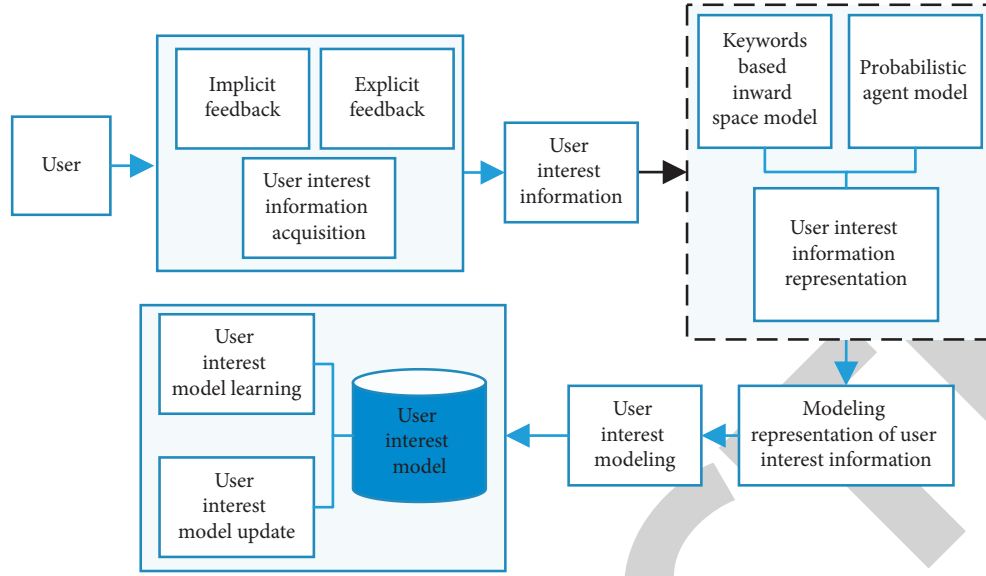 User
Implicit
feedback
Explicit
feedback
User interest
information
acquisition
User
interest
information
Keywords
based
inward
space model
Probabilistic
agent model
User interest
information
representation
Modeling
representation of user
interest information
User
interest
modeling
User
interest
model
User
interest
model learning
User
interest
model update